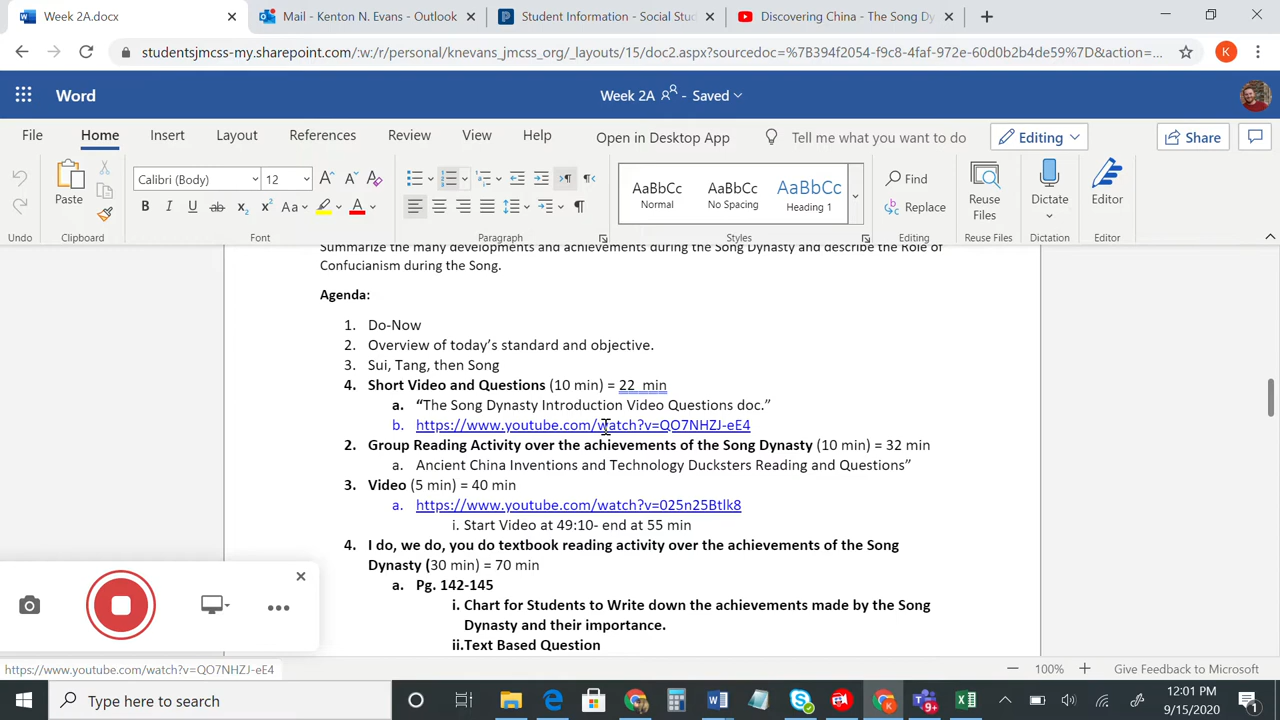 Week 2A.docx
Mail - Kenton N. Evans - Outlook
Student Information - Social Stu
Discovering China - The Song Dy
studentsjmcss-my.sharepoint.com/:w:/r/personal/knevans_jmcss_org/_layouts/15/doc2.aspx?sourcedoc=%7B394f2054-f9c8-4faf-972e-60d0b2b4de59%7D&action=...
K
Word
Week 2A - Saved
File Home Insert Layout References Review View Help Open in Desktop App Tell me what you want to do Editing Share
Calibri (Body) 12
Paste
AaBbCc AaBbCc AaBbCc
Normal No Spacing Heading 1
Find
Replace
Reuse Files
Dictate
Editor
Undo Clipboard Font Paragraph Styles Editing Reuse Files Dictation Editor
Summarize the many developments and achievements during the Song Dynasty and describe the Role of
Confucianism during the Song.
Agenda:
1. Do-Now
2. Overview of today's standard and objective.
3. Sui, Tang, then Song
4. Short Video and Questions (10 min) = 22 min
a. "The Song Dynasty Introduction Video Questions doc."
b. https://www.youtube.com/watch?v=QO7NHZJ-eE4
2. Group Reading Activity over the achievements of the Song Dynasty (10 min) = 32 min
a. Ancient China Inventions and Technology Ducksters Reading and Questions"
3. Video (5 min) = 40 min
a. https://www.youtube.com/watch?v=025n25Btlk8
i. Start Video at 49:10- end at 55 min
4. I do, we do, you do textbook reading activity over the achievements of the Song
Dynasty (30 min) = 70 min
a. Pg. 142-145
i. Chart for Students to Write down the achievements made by the Song
Dynasty and their importance.
ii.Text Based Question
https://www.youtube.com/watch?v=QO7NHZJ-eE4
100% Give Feedback to Microsoft
Type here to search
9+
12:01 PM
9/15/2020
1